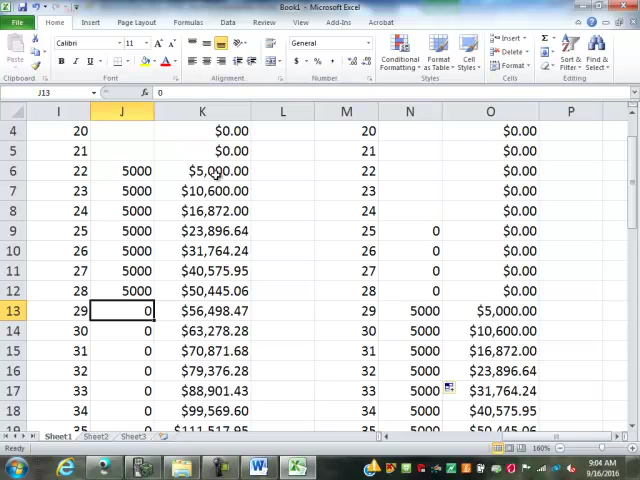 Book1 - Microsoft Excel
File Home Insert Page Layout Formulas Data Review View Add-Ins Acrobat
Calibri 11 General Insert
Paste B I U $ % , Conditional Formatting Format as Table Cell Styles Delete Format Sort & Filter Find & Select
Clipboard Font Alignment Number Styles Cells Editing
J13 0
I J K L M N O P
4 20 $0.00 20 $0.00
5 21 $0.00 21 $0.00
6 22 5000 $5,000.00 22 $0.00
7 23 5000 $10,600.00 23 $0.00
8 24 5000 $16,872.00 24 $0.00
9 25 5000 $23,896.64 25 0 $0.00
10 26 5000 $31,764.24 26 0 $0.00
11 27 5000 $40,575.95 27 0 $0.00
12 28 5000 $50,445.06 28 0 $0.00
13 29 0 $56,498.47 29 5000 $5,000.00
14 30 0 $63,278.28 30 5000 $10,600.00
15 31 0 $70,871.68 31 5000 $16,872.00
16 32 0 $79,376.28 32 5000 $23,896.64
17 33 0 $88,901.43 33 5000 $31,764.24
18 34 0 $99,569.60 34 5000 $40,575.95
19 35 0 $111,517.95 35 5000 $50,445.06
Sheet1 Sheet2 Sheet3
Ready 160%
9:04 AM
9/16/2016